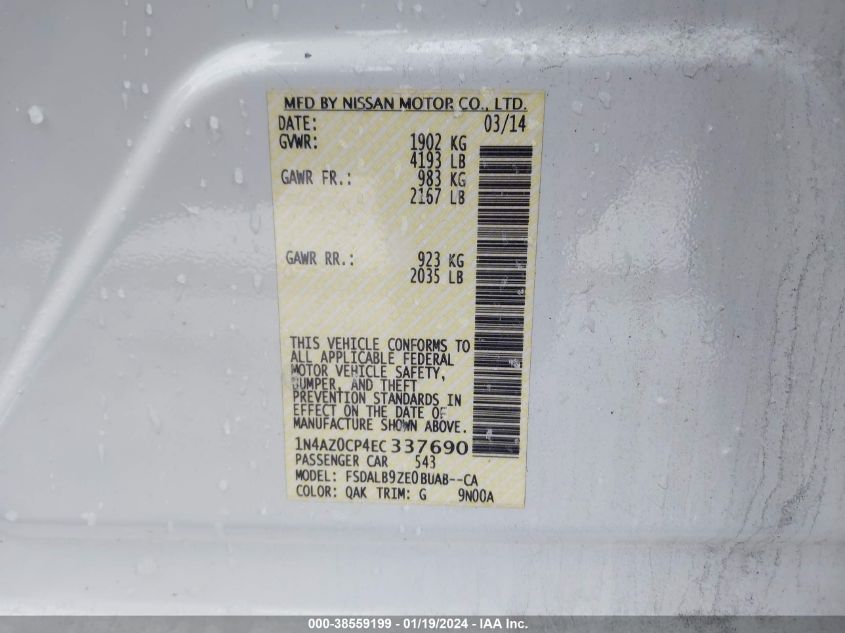 MFD BY NISSAN MOTOR CO., LTD.
DATE: 03/14
GVWR: 1902 KG
4193 LB
GAWR FR.: 983 KG
2167 LB
GAWR RR.: 923 KG
2035 LB
THIS VEHICLE CONFORMS TO
ALL APPLICABLE FEDERAL
MOTOR VEHICLE SAFETY,
BUMPER, AND THEFT
PREVENTION STANDARDS IN
EFFECT ON THE DATE OF
MANUFACTURE SHOWN ABOVE.
1N4AZ0CP4EC337690
PASSENGER CAR 543
MODEL: FSDALB9ZE0BUAB--CA
COLOR: QAK TRIM: G 9N00A
000-38559199 - 01/19/2024 - IAA Inc.